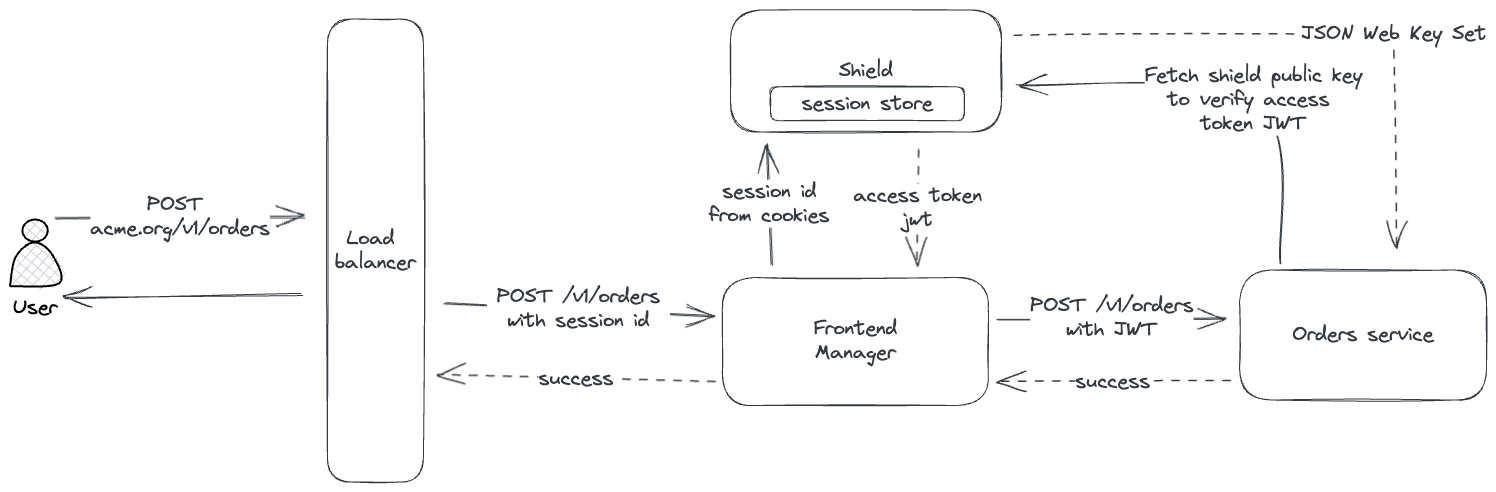 JSON Web Key Set
Shield
session store
Fetch shield public key
to verify access
token JWT
session id
from cookies
access token
jwt
POST
acme.org/v1/orders
User
Load
balancer
POST /v1/orders
with session id
success
Frontend
Manager
POST /v1/orders
with JWT
success
Orders service